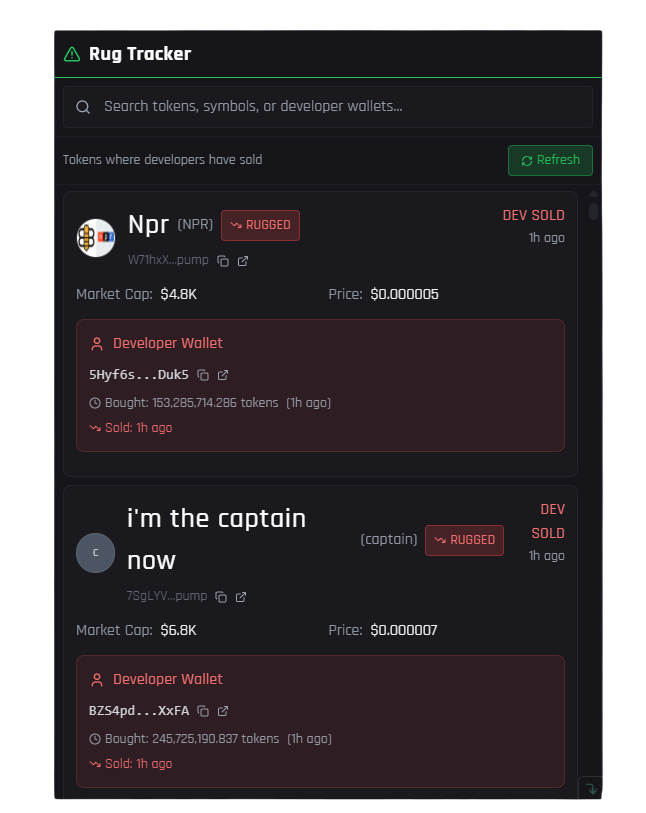 Rug Tracker
Search tokens, symbols, or developer wallets...
Tokens where developers have sold
Refresh
Npr (NPR) RUGGED
DEV SOLD
1h ago
W71hxX...pump
Market Cap: $4.8K
Price: $0.000005
Developer Wallet
5Hyf6s...Duk5
Bought: 153,285,714.286 tokens (1h ago)
Sold: 1h ago
i'm the captain
now
(captain) RUGGED
DEV
SOLD
1h ago
C
7SgLYV...pump
Market Cap: $6.8K
Price: $0.000007
Developer Wallet
BZS4pd...XxFA
Bought: 245,725,190.837 tokens (1h ago)
Sold: 1h ago